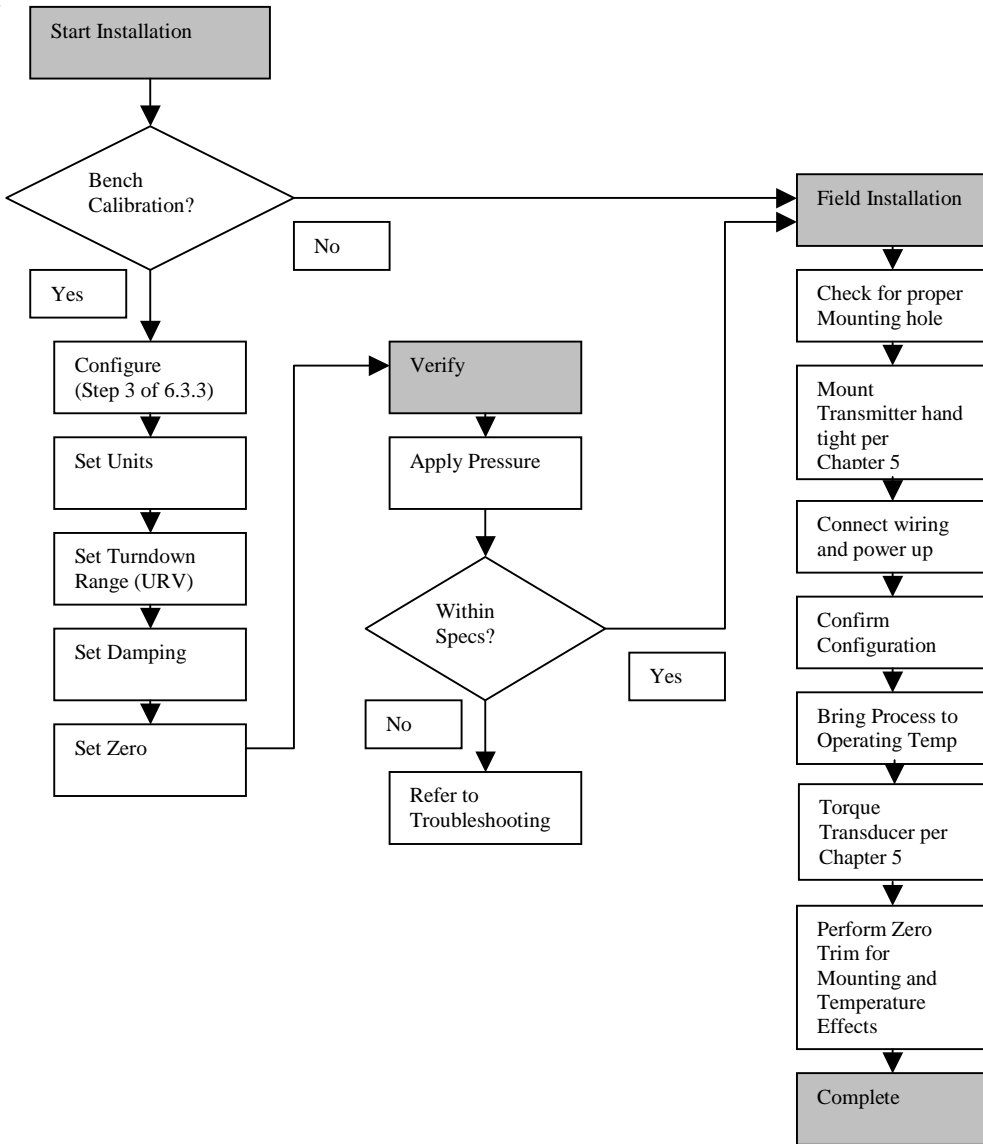 Start Installation
Bench
Calibration?
No
Yes
Configure
(Step 3 of 6.3.3)
Set Units
Set Turndown
Range (URV)
Set Damping
Set Zero
Verify
Apply Pressure
Within
Specs?
Yes
No
Refer to
Troubleshooting
Field Installation
Check for proper
Mounting hole
Mount
Transmitter hand
tight per
Chapter 5
Connect wiring
and power up
Confirm
Configuration
Bring Process to
Operating Temp
Torque
Transducer per
Chapter 5
Perform Zero
Trim for
Mounting and
Temperature
Effects
Complete